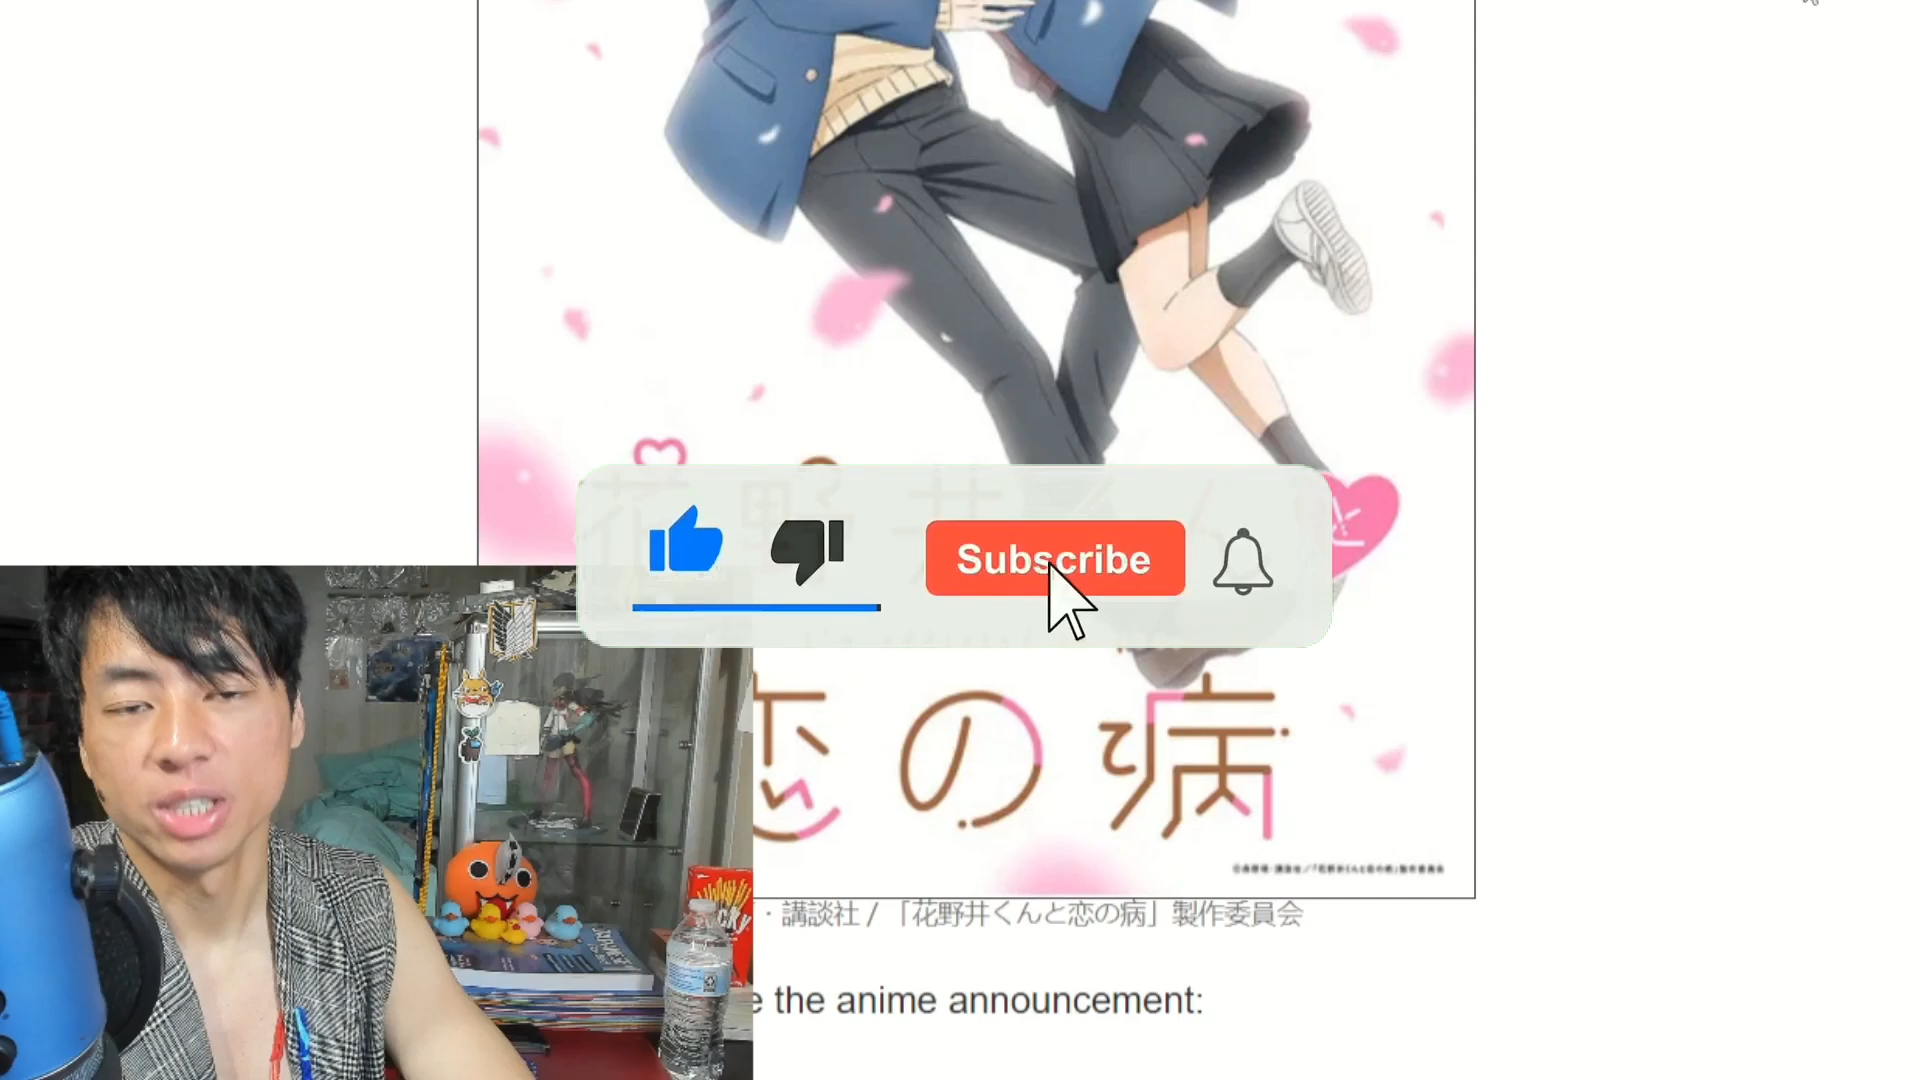 Subscribe
恋の病
・講談社 / 「花野井くんと恋の病」製作委員会
the anime announcement: